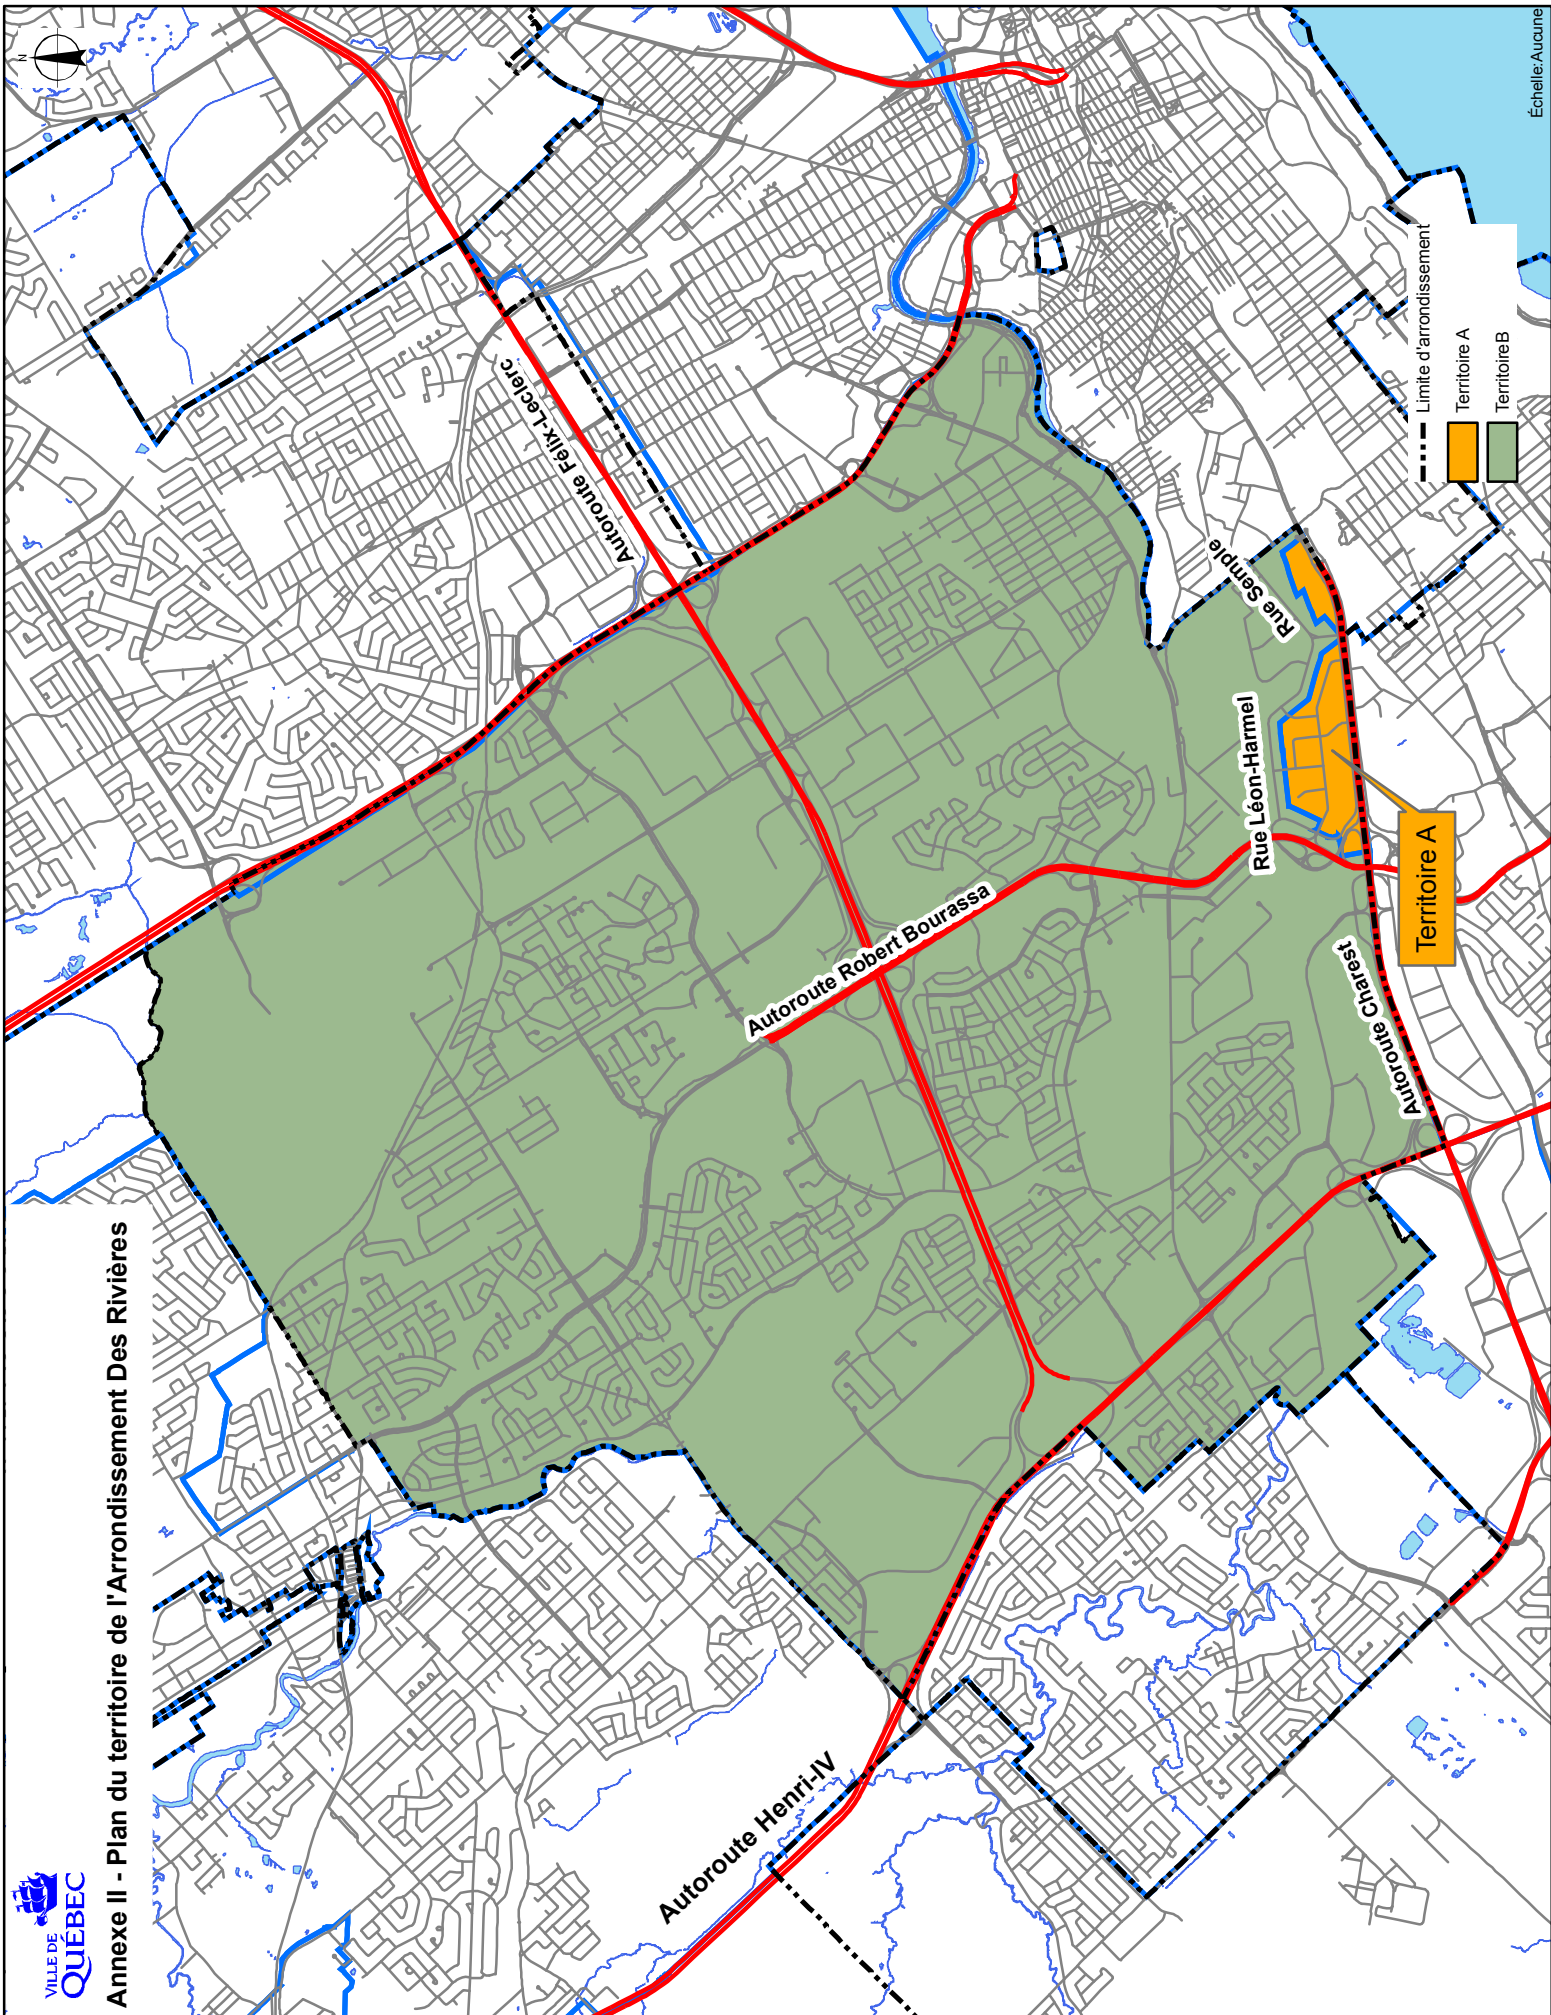 VILLE DE
QUÉBEC
Annexe II - Plan du territoire de l'Arrondissement Des Rivières
N
Autoroute Félix-Leclerc
Autoroute Henri-IV
Autoroute Robert Bourassa
Rue Semple
Rue Léon-Harmel
Autoroute Charest
Territoire A
Limite d'arrondissement
Territoire A
TerritoireB
Échelle:Aucune